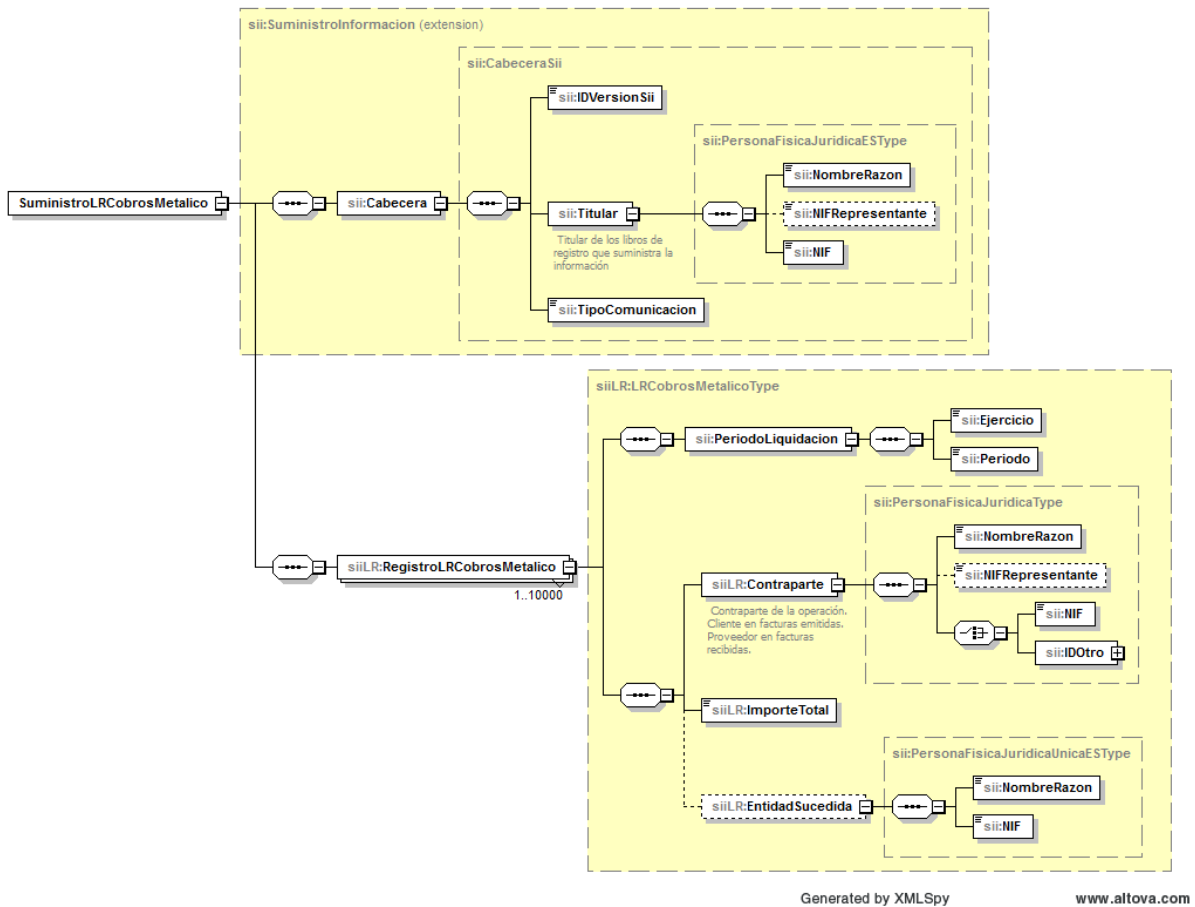 sii:SuministroInformacion (extension)
sii:CabeceraSii
sii:IDVersionSii
sii:PersonaFisicaJuridicaESType
sii:NombreRazon
SuministroLRCobrosMetalico
sii:Cabecera
sii:Titular
sii:NIFRepresentante
Titular de los libros de
registro que suministra la
información
sii:NIF
sii:TipoComunicacion
siiLR:LRCobrosMetalicoType
sii:PeriodoLiquidacion
sii:Ejercicio
sii:Periodo
sii:PersonaFisicaJuridicaType
sii:NombreRazon
siiLR:RegistroLRCobrosMetalico
1..10000
siiLR:Contraparte
sii:NIFRepresentante
Contraparte de la operación.
Cliente en facturas emitidas.
Proveedor en facturas
recibidas.
sii:NIF
sii:IDOtro
siiLR:ImporteTotal
sii:PersonaFisicaJuridicaUnicaESType
siiLR:EntidadSucedida
sii:NombreRazon
sii:NIF
Generated by XMLSpy
www.altova.com